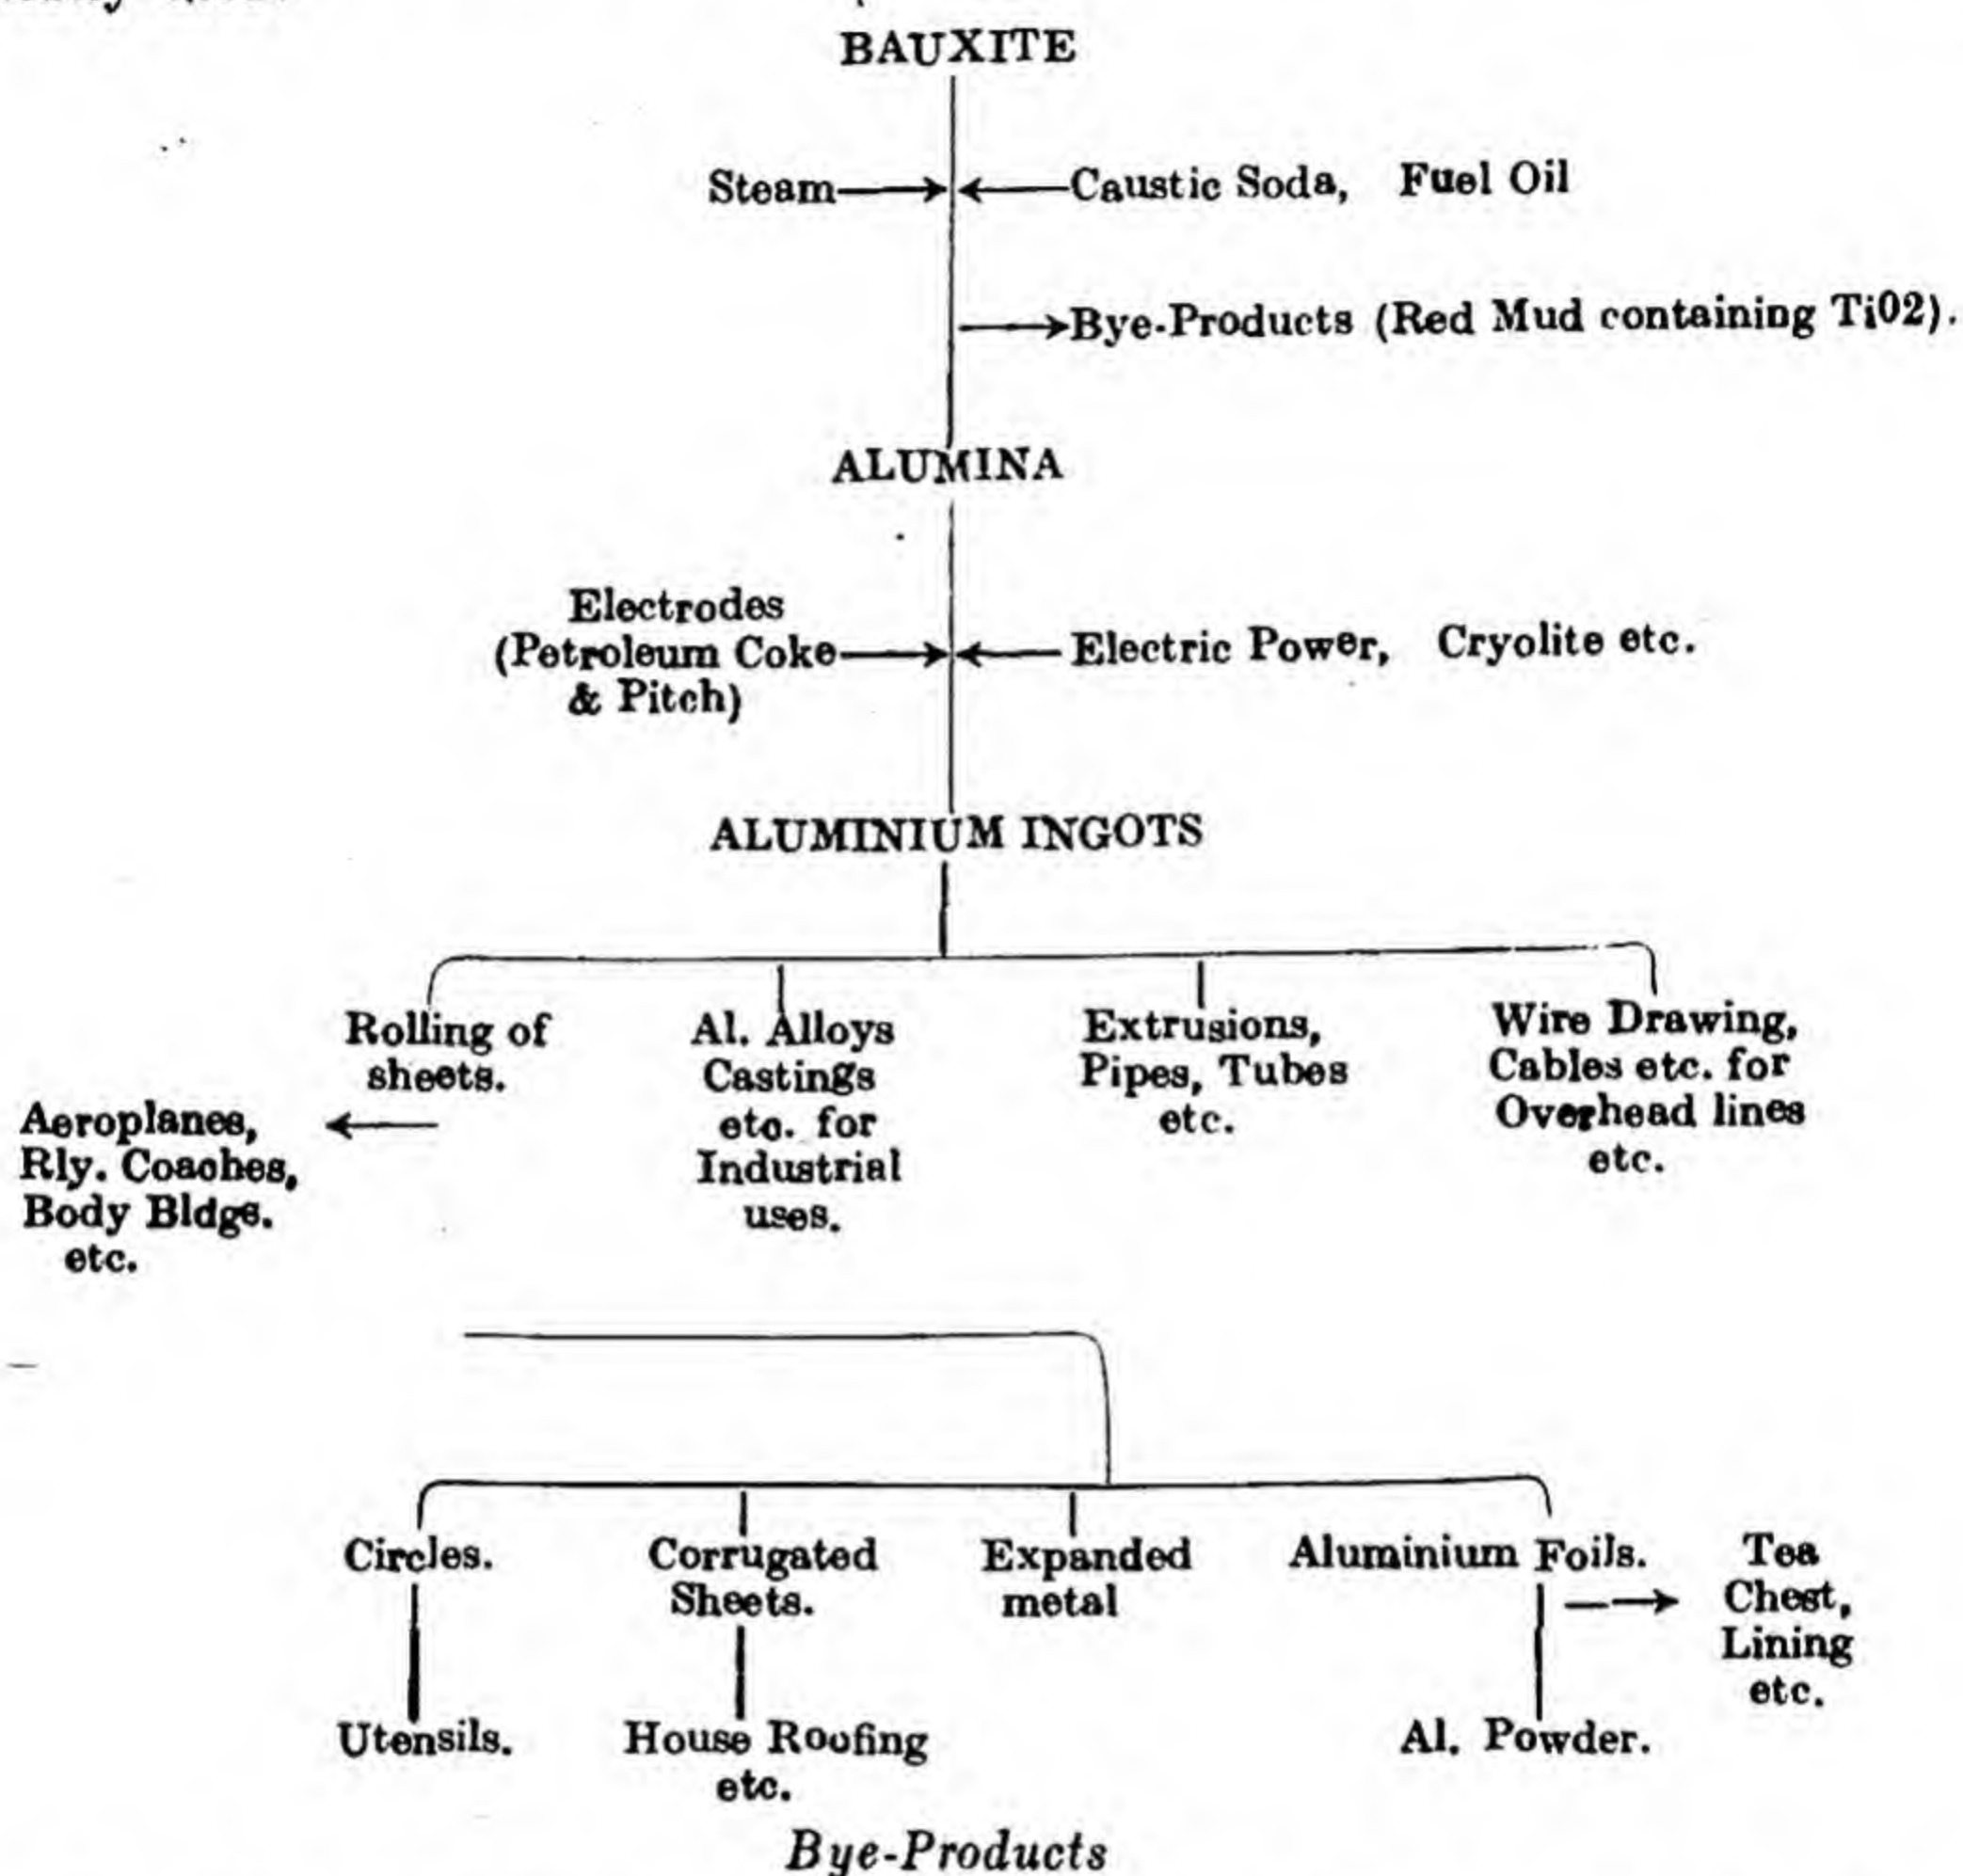 BAUXITE
Steam Caustic Soda, Fuel Oil
Bye-Products (Red Mud containing Ti02).
ALUMINA
Electrodes
(Petroleum Coke
& Pitch)
Electric Power, Cryolite etc.
ALUMINIUM INGOTS
Rolling of
sheets.
Al. Alloys
Castings
etc. for
Industrial
uses.
Extrusions,
Pipes, Tubes
etc.
Wire Drawing,
Cables etc. for
Overhead lines
etc.
Aeroplanes,
Rly. Coaches,
Body Bldgs.
etc.
Circles.
Corrugated
Sheets.
Expanded
metal
Aluminium Foils.
Tea
Chest,
Lining
etc.
Utensils.
House Roofing
etc.
Al. Powder.
Bye-Products